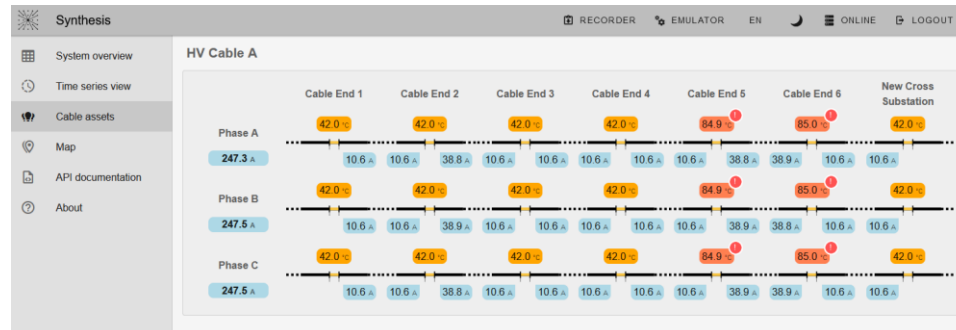 Synthesis
RECORDER EMULATOR EN ONLINE LOGOUT
System overview
Time series view
Cable assets
Map
API documentation
About
HV Cable A
Cable End 1 Cable End 2 Cable End 3 Cable End 4 Cable End 5 Cable End 6 New Cross Substation
Phase A
42.0 °C 42.0 °C 42.0 °C 42.0 °C 84.9 °C ! 85.0 °C ! 42.0 °C
247.3 A 10.6 A 10.6 A 38.8 A 10.6 A 10.6 A 10.6 A 10.6 A 10.6 A 38.8 A 38.9 A 10.6 A 10.6 A
Phase B
42.0 °C 42.0 °C 42.0 °C 42.0 °C 84.9 °C ! 85.0 °C ! 42.0 °C
247.5 A 10.6 A 10.6 A 38.9 A 10.6 A 10.6 A 10.6 A 10.6 A 10.6 A 38.9 A 38.8 A 10.6 A 10.6 A
Phase C
42.0 °C 42.0 °C 42.0 °C 42.0 °C 84.9 °C ! 85.0 °C ! 42.0 °C
247.5 A 10.6 A 10.6 A 38.8 A 10.6 A 10.6 A 10.6 A 10.6 A 10.6 A 38.9 A 38.9 A 10.6 A 10.6 A